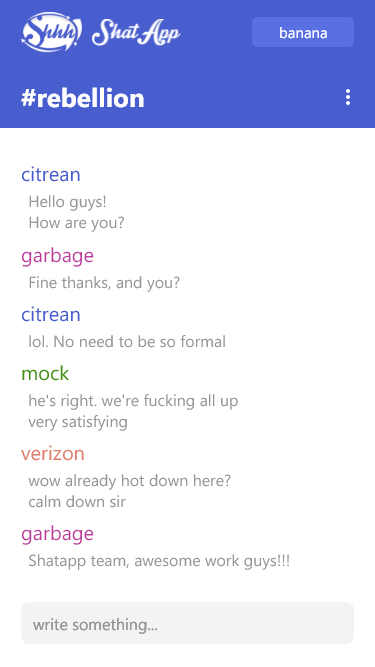 Shhh! ShatApp
banana
#rebellion
citrean
Hello guys!
How are you?
garbage
Fine thanks, and you?
citrean
lol. No need to be so formal
mock
he's right. we're fucking all up
very satisfying
verizon
wow already hot down here?
calm down sir
garbage
Shatapp team, awesome work guys!!!
write something...